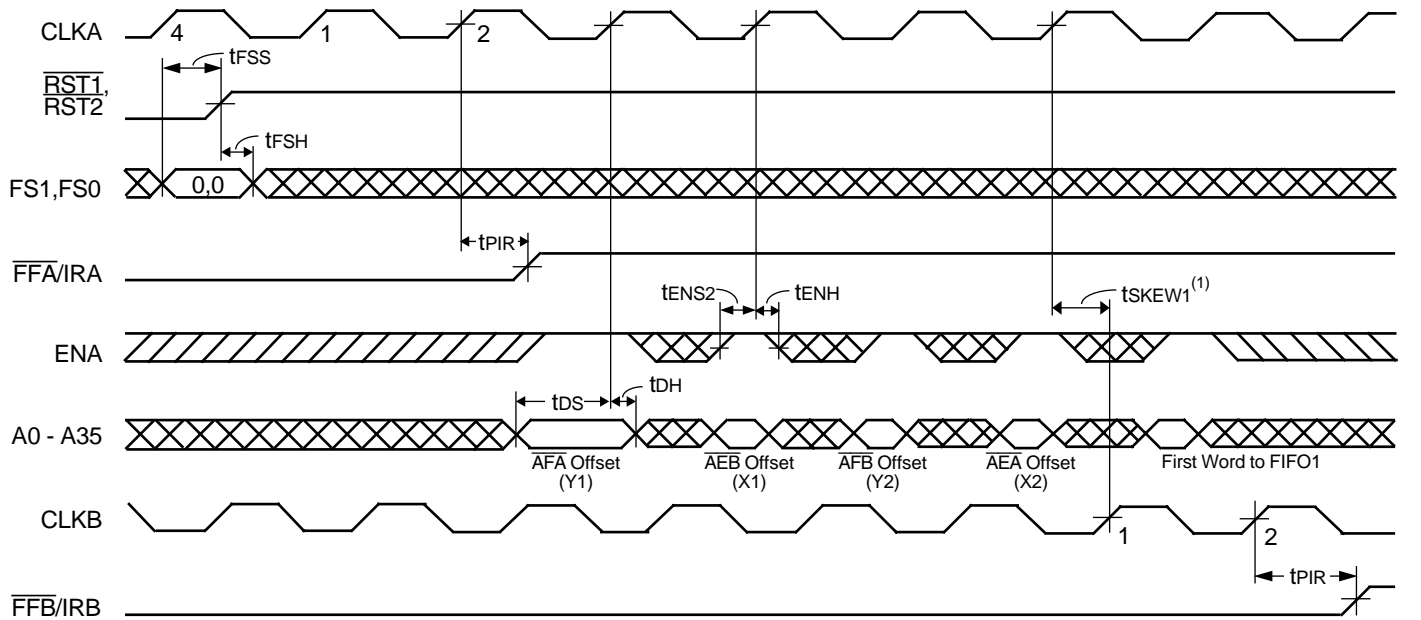 CLKA 4 1 2
tFSS
RST1,
RST2
tFSH
FS1,FS0 0,0
tPIR
FFA/IRA
tENS2 tENH tSKEW1(1)
ENA
tDS tDH
A0 - A35
AFA Offset AEB Offset AFB Offset AEA Offset First Word to FIFO1
(Y1) (X1) (Y2) (X2)
CLKB 1 2
tPIR
FFB/IRB